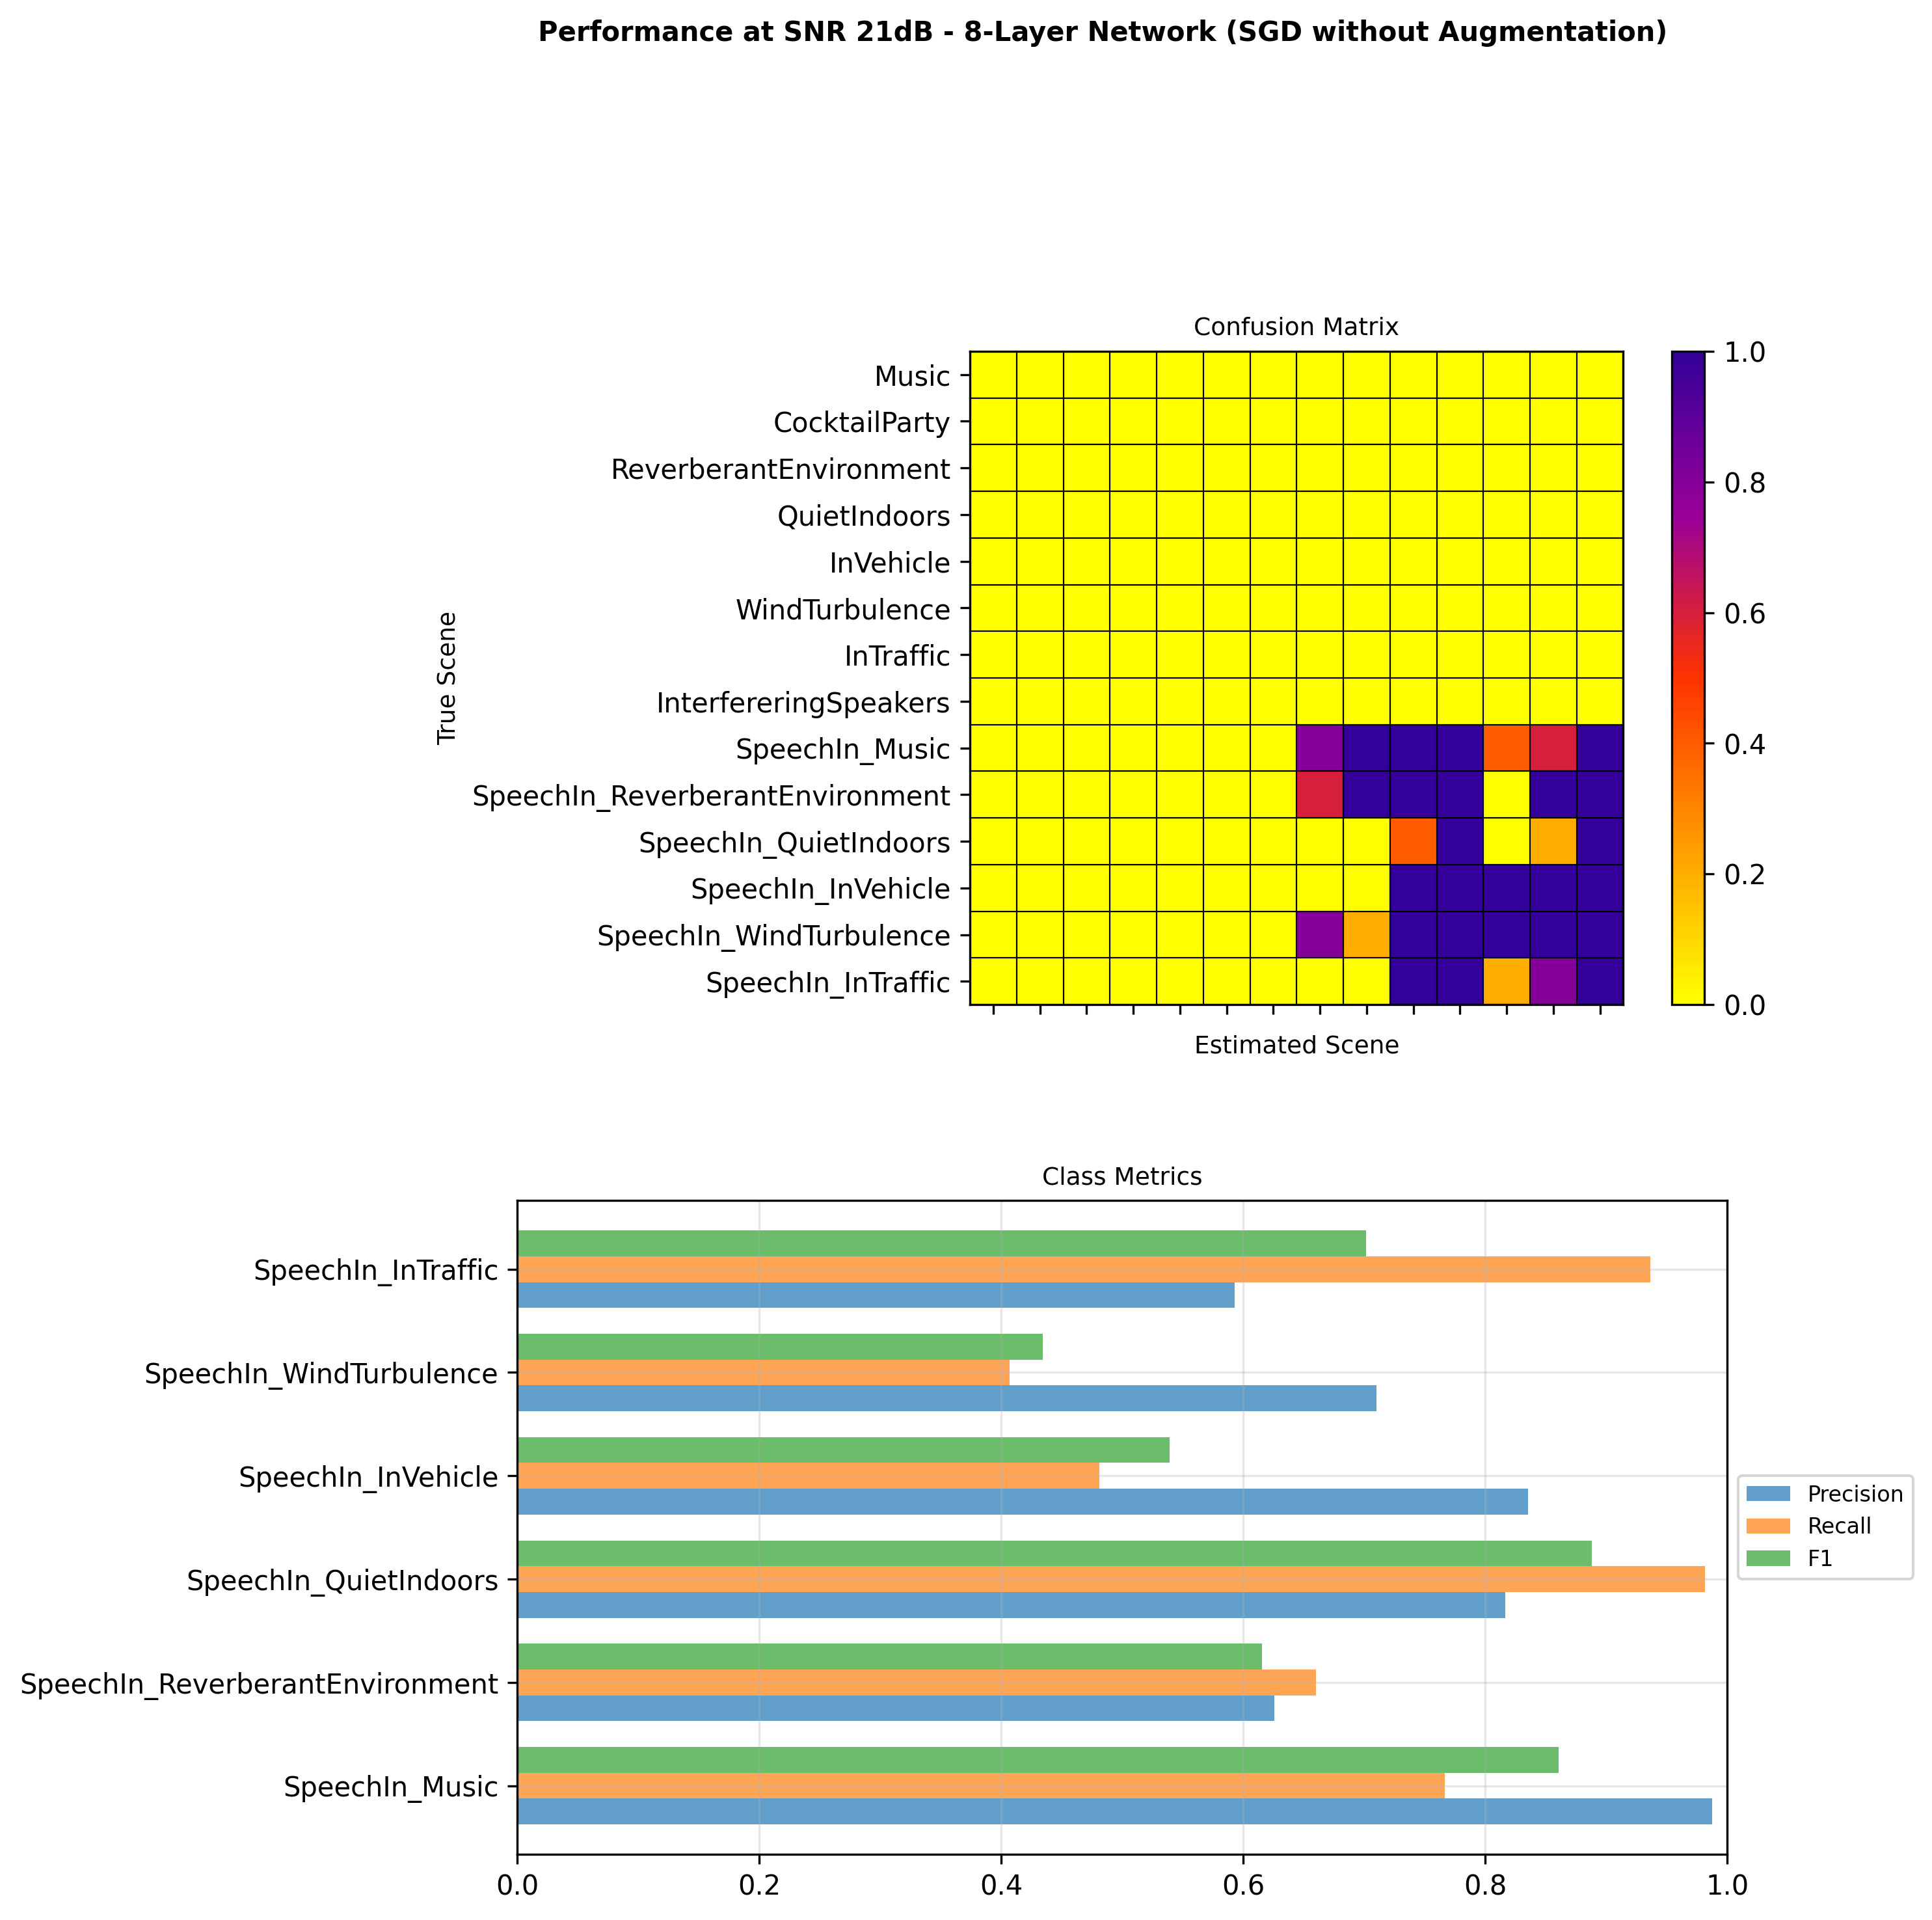 Performance at SNR 21dB - 8-Layer Network (SGD without Augmentation)
Confusion Matrix
True Scene
Music
CocktailParty
ReverberantEnvironment
QuietIndoors
InVehicle
WindTurbulence
InTraffic
InterfereringSpeakers
SpeechIn_Music
SpeechIn_ReverberantEnvironment
SpeechIn_QuietIndoors
SpeechIn_InVehicle
SpeechIn_WindTurbulence
SpeechIn_InTraffic
Estimated Scene
1.0
0.8
0.6
0.4
0.2
0.0
Class Metrics
SpeechIn_InTraffic
SpeechIn_WindTurbulence
SpeechIn_InVehicle
SpeechIn_QuietIndoors
SpeechIn_ReverberantEnvironment
SpeechIn_Music
0.0 0.2 0.4 0.6 0.8 1.0
Precision
Recall
F1